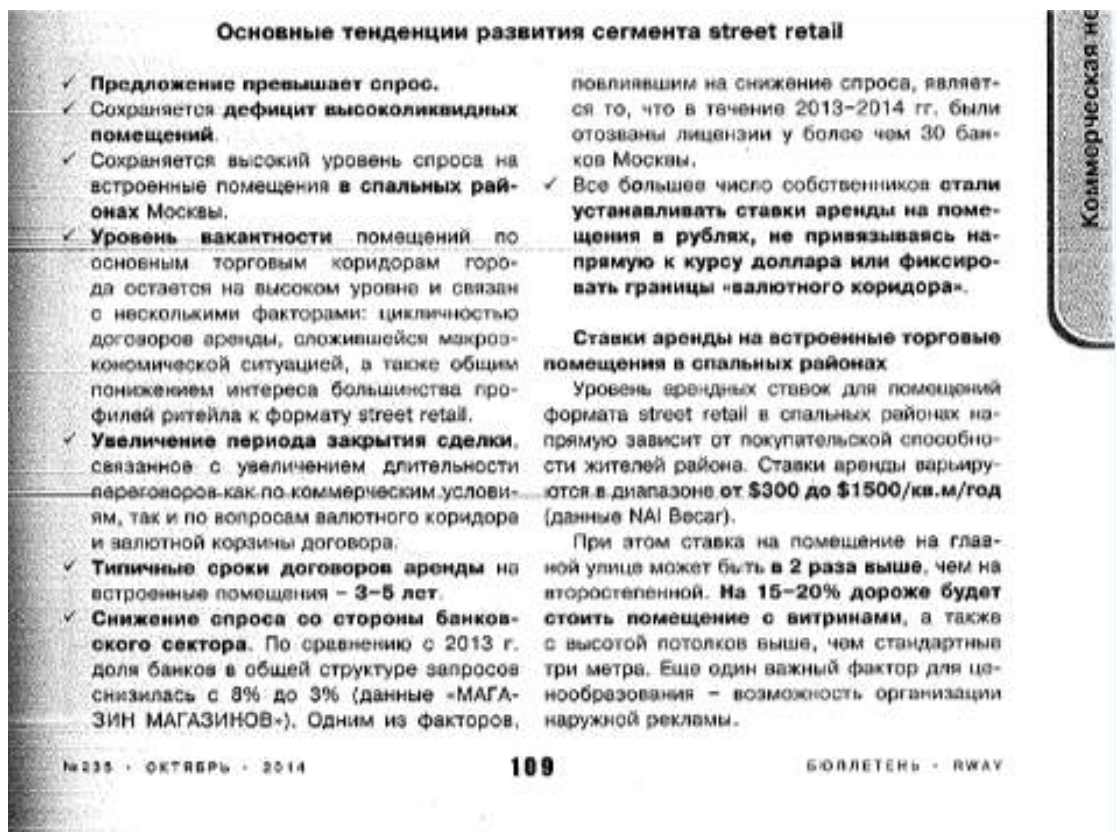 Основные тенденции развития сегмента street retail
✓ Предложение превышает спрос.
✓ Сохраняется дефицит высоколиквидных
помещений.
✓ Сохраняется высокий уровень спроса на
встроенные помещения в спальных рай-
онах Москвы.
✓ Уровень вакантности помещений по
основным торговым коридорам горо-
да остается на высоком уровне и связан
с несколькими факторами: цикличностью
договоров аренды, сложившейся макроэ-
кономической ситуацией, а также общим
понижением интереса большинства про-
филей ритейла к формату street retail.
✓ Увеличение периода закрытия сделки,
связанное с увеличением длительности
переговоров как по коммерческим услови-
ям, так и по вопросам валютного коридора
и валютной корзины договора.
✓ Типичные сроки договоров аренды на
встроенные помещения – 3–5 лет.
✓ Снижение спроса со стороны банков-
ского сектора. По сравнению с 2013 г.
доля банков в общей структуре запросов
снизилась с 8% до 3% (данные «МАГА-
ЗИН МАГАЗИНОВ»). Одним из факторов,
повлиявшим на снижение спроса, являет-
ся то, что в течение 2013–2014 гг. были
отозваны лицензии у более чем 30 бан-
ков Москвы.
✓ Все большее число собственников стали
устанавливать ставки аренды на поме-
щения в рублях, не привязываясь на-
прямую к курсу доллара или фиксиро-
вать границы «валютного коридора».
Ставки аренды на встроенные торговые
помещения в спальных районах
Уровень арендных ставок для помещений
формата street retail в спальных районах на-
прямую зависит от покупательской способно-
сти жителей района. Ставки аренды варьиру-
ются в диапазоне от $300 до $1500/кв.м/год
(данные NAI Becar).
При этом ставка на помещение на глав-
ной улице может быть в 2 раза выше, чем на
второстепенной. На 15–20% дороже будет
стоить помещение с витринами, а также
с высотой потолков выше, чем стандартные
три метра. Еще один важный фактор для це-
нообразования – возможность организации
наружной рекламы.
№235 · ОКТЯБРЬ · 2014
109
БЮЛЛЕТЕНЬ · RWAY
Коммерческая